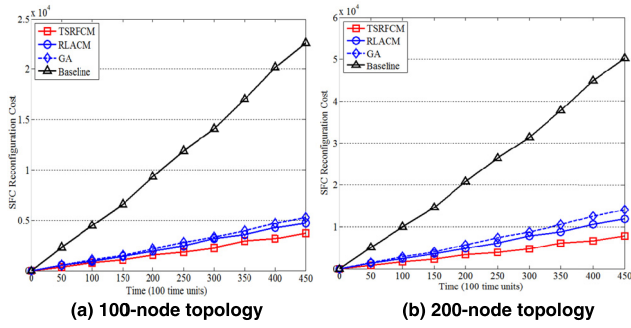 x 10^4
2.5
2
1.5
1
0.5
0
SFC Reconfiguration Cost
TSRFCM
RLACM
GA
Baseline
0 50 100 150 200 250 300 350 400 450
Time (100 time units)
(a) 100-node topology
x 10^4
6
5
4
3
2
1
0
SFC Reconfiguration Cost
TSRFCM
RLACM
GA
Baseline
0 50 100 150 200 250 300 350 400 450
Time (100 time units)
(b) 200-node topology